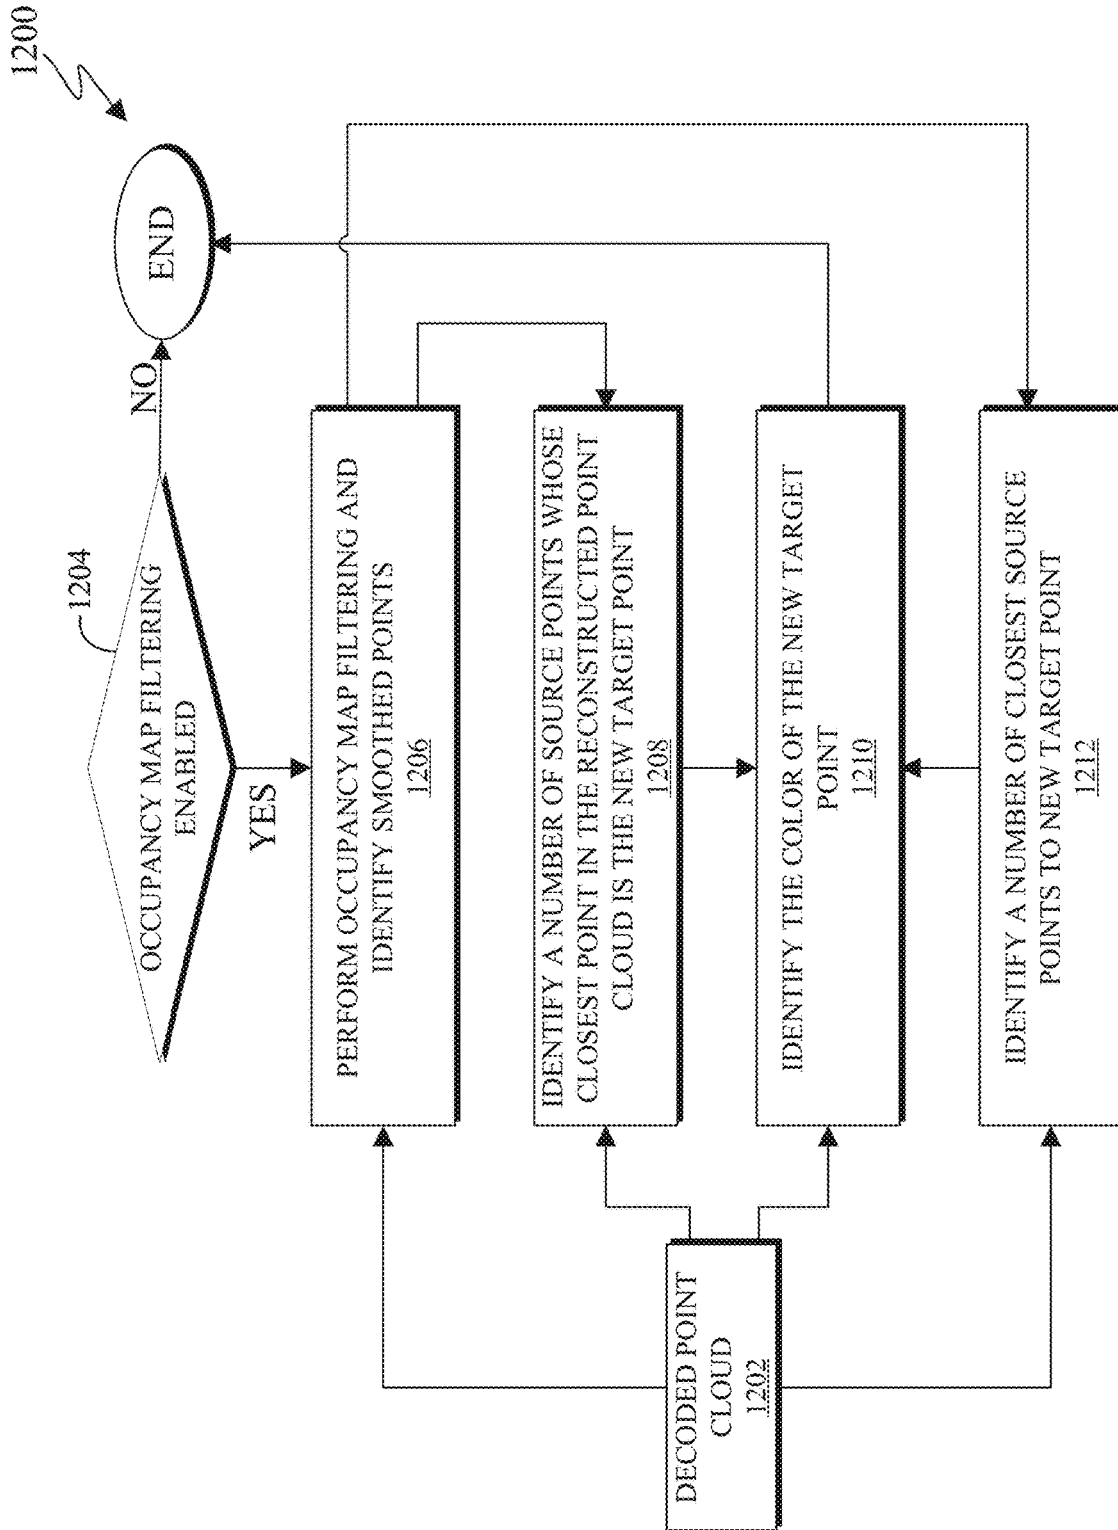 1200
OCCUPANCY MAP FILTERING
ENABLED
1204
NO
END
YES
PERFORM OCCUPANCY MAP FILTERING AND
IDENTIFY SMOOTHED POINTS
1206
IDENTIFY A NUMBER OF SOURCE POINTS WHOSE
CLOSEST POINT IN THE RECONSTRUCTED POINT
CLOUD IS THE NEW TARGET POINT
1208
DECODED POINT
CLOUD
1202
IDENTIFY THE COLOR OF THE NEW TARGET
POINT
1210
IDENTIFY A NUMBER OF CLOSEST SOURCE
POINTS TO NEW TARGET POINT
1212